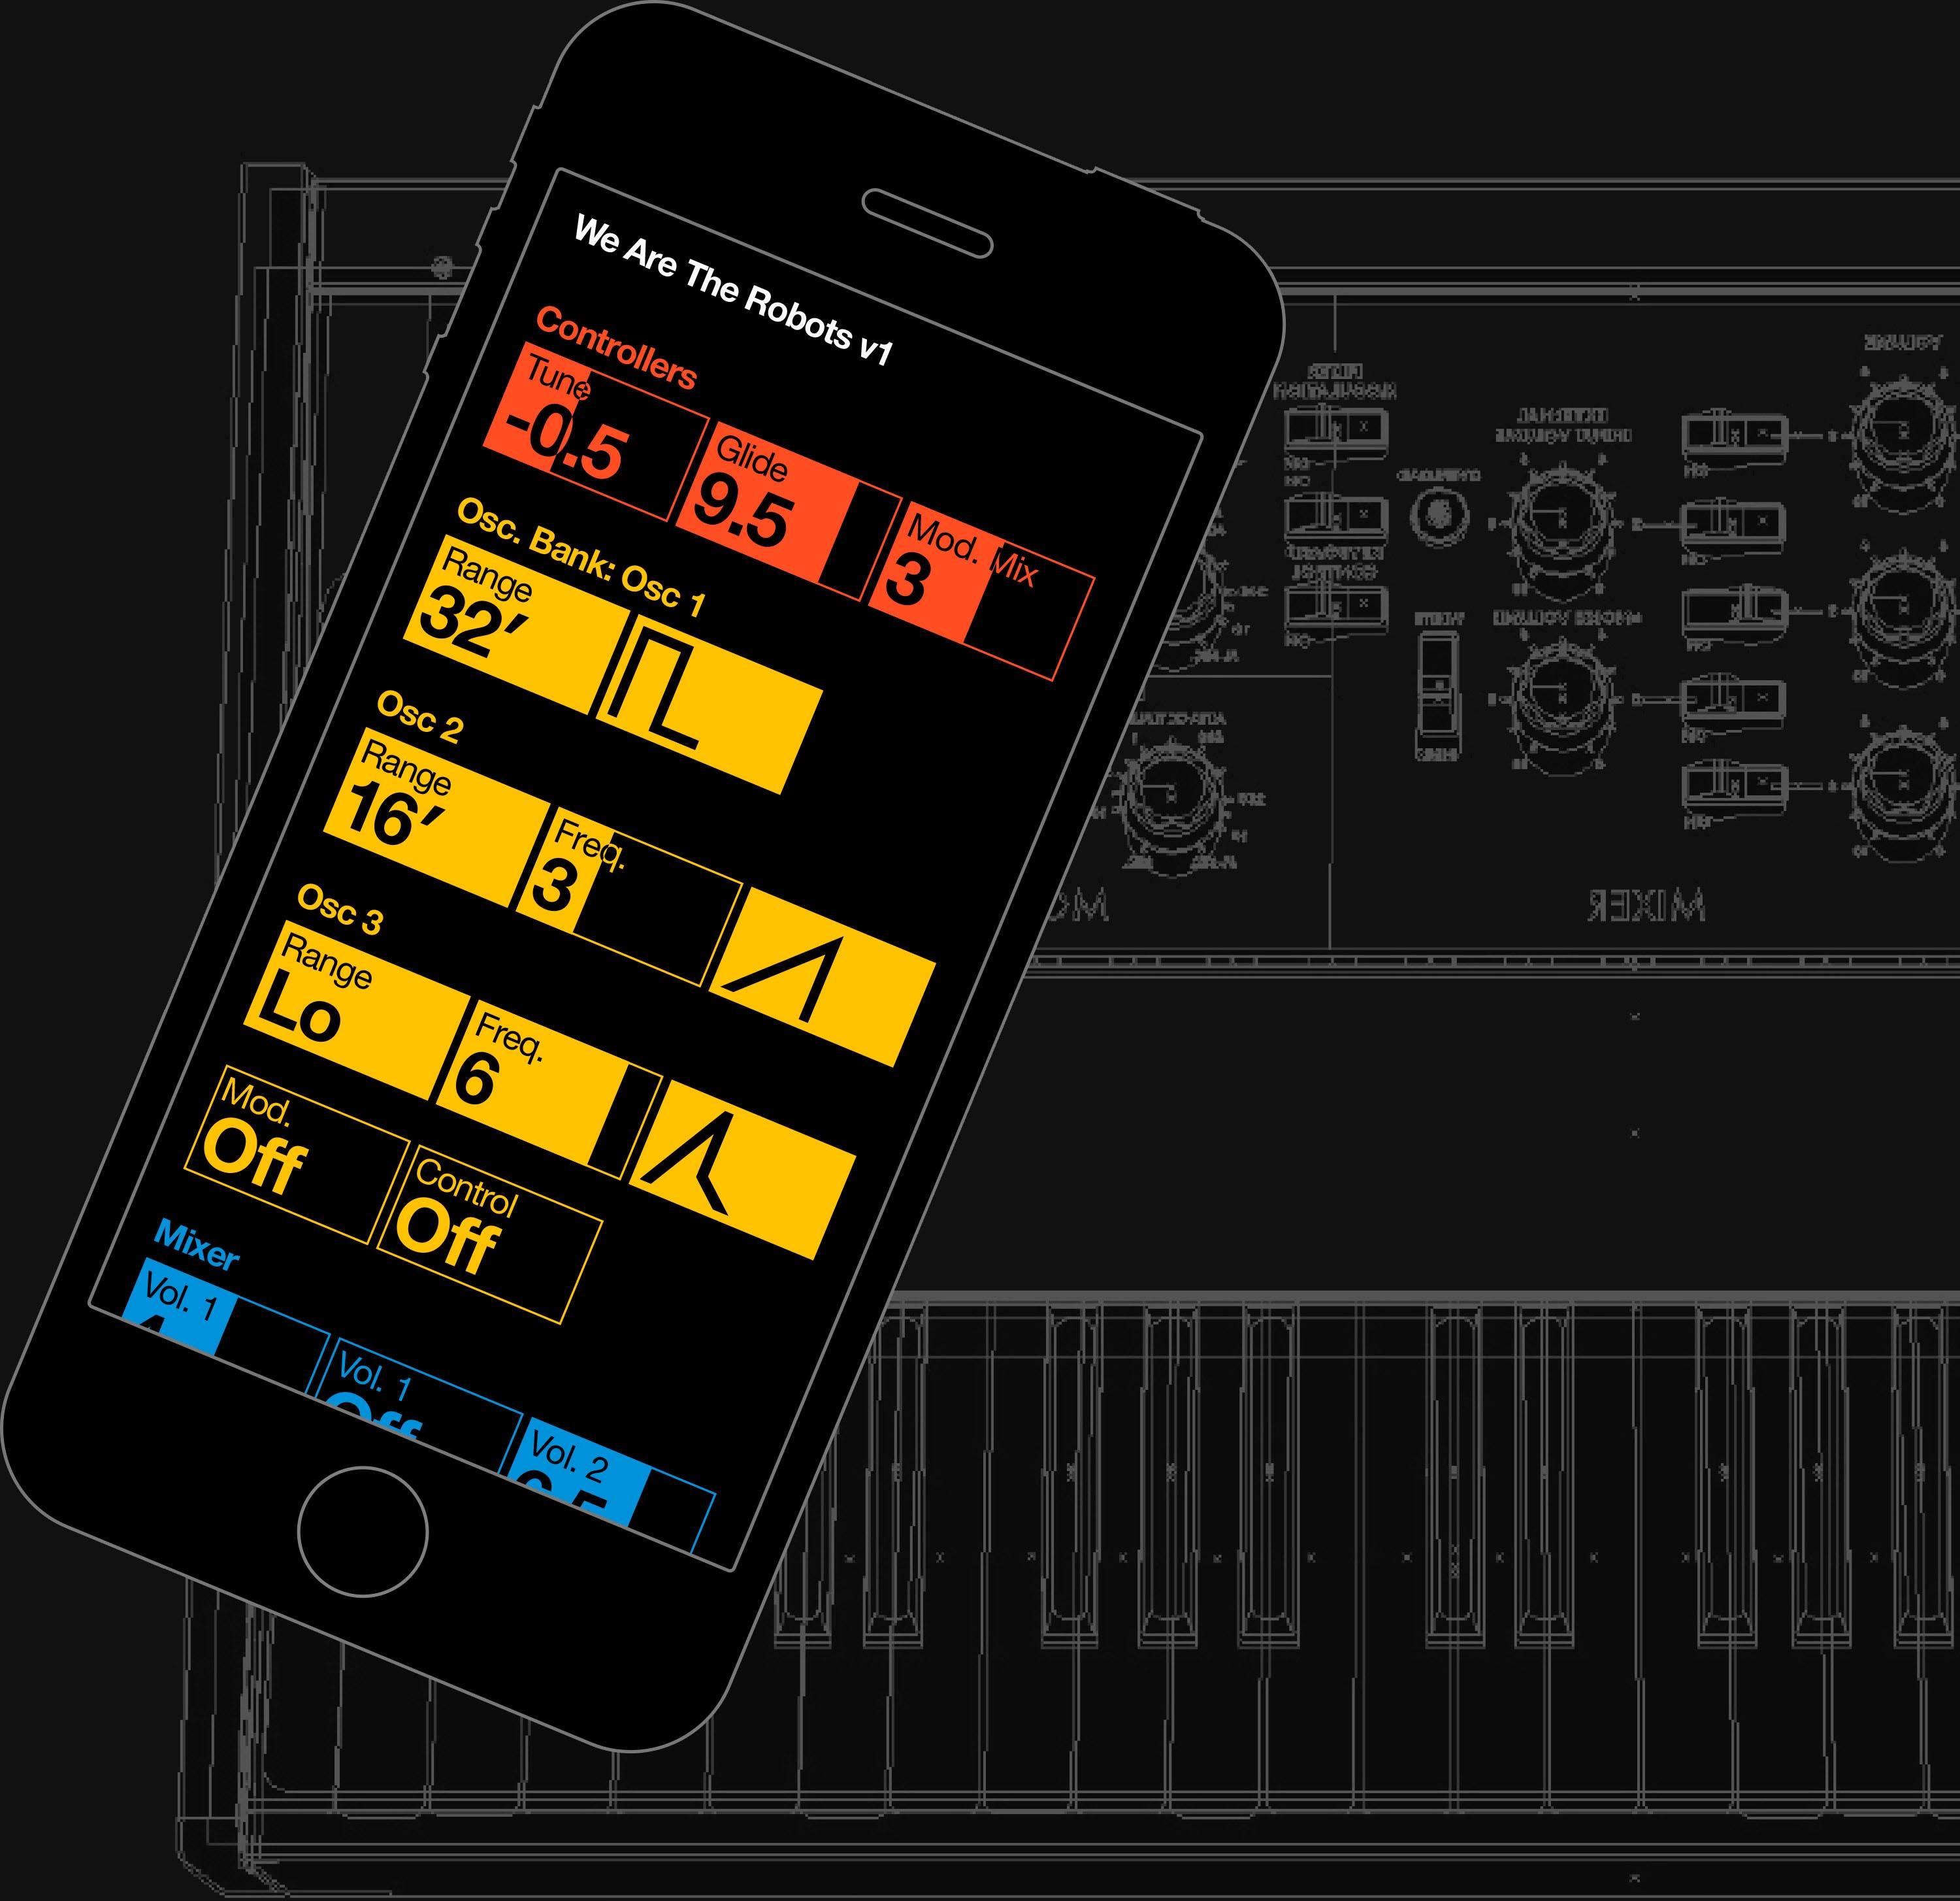 We Are The Robots v1
Controllers
Tune
-0.5
Glide
9.5
Mod. Mix
3
Osc. Bank: Osc 1
Range
32′
Osc 2
Range
16′
Freq.
3
Osc 3
Range
Lo
Freq.
6
Mod.
Off
Control
Off
Mixer
Vol. 1
Vol. 1
Off
Vol. 2
MIXER